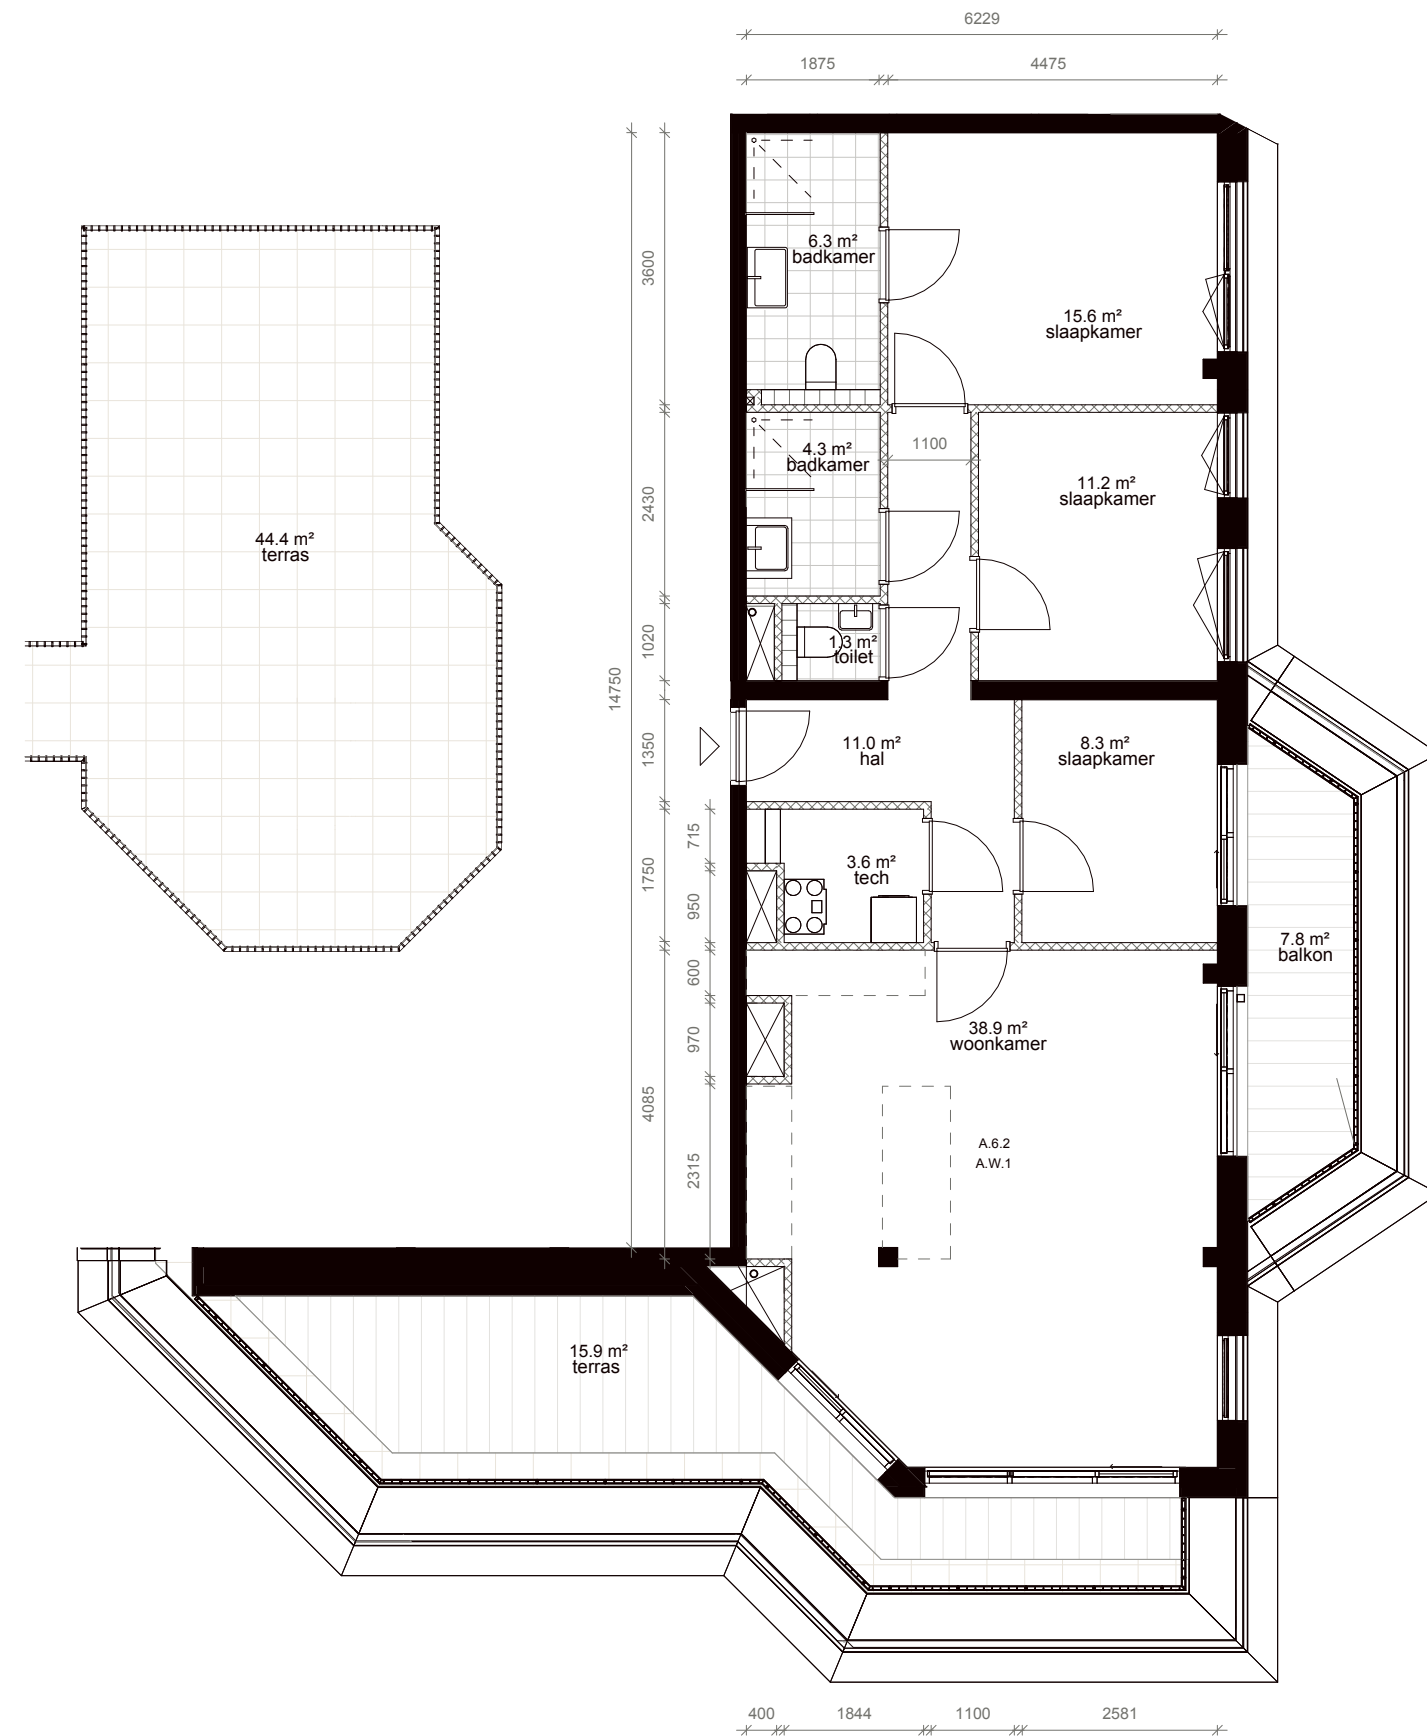 6229
1875
4475
3600
2430
1020
14750
1350
1750
4085
715
950
600
970
2315
6.3 m²
badkamer
15.6 m²
slaapkamer
4.3 m²
badkamer
1100
11.2 m²
slaapkamer
44.4 m²
terras
1.3 m²
toilet
11.0 m²
hal
8.3 m²
slaapkamer
3.6 m²
tech
7.8 m²
balkon
38.9 m²
woonkamer
A.6.2
A.W.1
15.9 m²
terras
400
1844
1100
2581